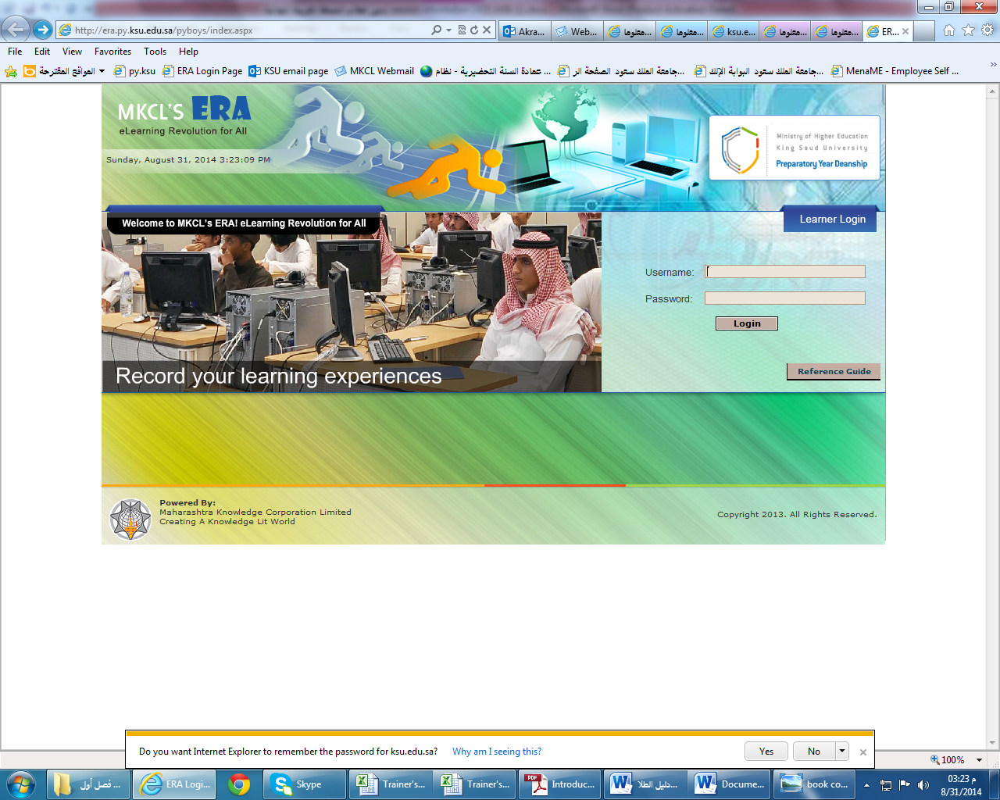 http://era.py.ksu.edu.sa/pyboys/index.aspx
Akra...
Web...
معلوما...
معلوما...
ksu.e...
معلوما...
معلوما...
ER...
File Edit View Favorites Tools Help
المواقع المقترحة
py.ksu
ERA Login Page
KSU email page
MKCL Webmail
عمادة السنة التحضيرية - نظام ...
جامعة الملك سعود الصفحة الر...
جامعة الملك سعود البوابة الإلك...
MenaME - Employee Self ...
MKCL'S ERA
eLearning Revolution for All
Sunday, August 31, 2014 3:23:09 PM
Ministry of Higher Education
King Saud University
Preparatory Year Deanship
Welcome to MKCL's ERA! eLearning Revolution for All
Learner Login
Username:
Password:
Login
Reference Guide
Record your learning experiences
Powered By:
Maharashtra Knowledge Corporation Limited
Creating A Knowledge Lit World
Copyright 2013. All Rights Reserved.
Do you want Internet Explorer to remember the password for ksu.edu.sa? Why am I seeing this?
Yes
No
100%
فصل أول ...
ERA Logi...
Skype
Trainer's...
Trainer's...
PDF
Introduc...
دليل الطلا...
Docume...
book co...
03:23 م
8/31/2014